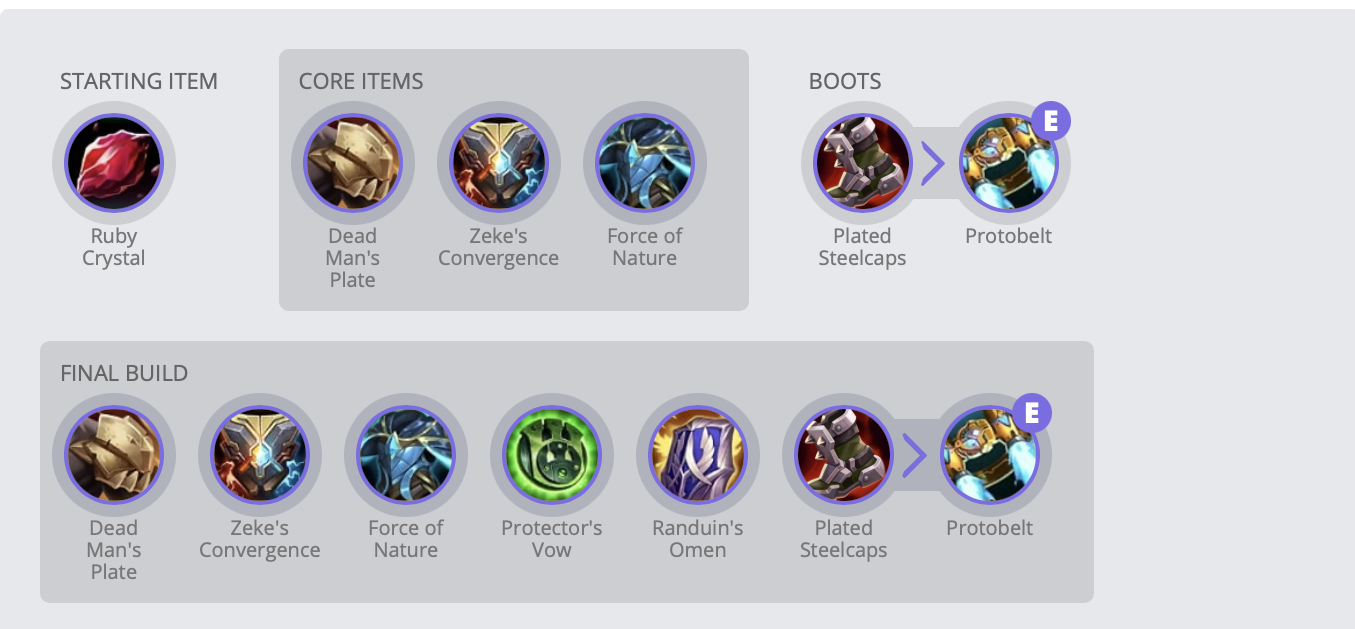 STARTING ITEM
Ruby
Crystal
CORE ITEMS
Dead
Man's
Plate
Zeke's
Convergence
Force of
Nature
BOOTS
Plated
Steelcaps
E
Protobelt
FINAL BUILD
Dead
Man's
Plate
Zeke's
Convergence
Force of
Nature
Protector's
Vow
Randuin's
Omen
Plated
Steelcaps
E
Protobelt